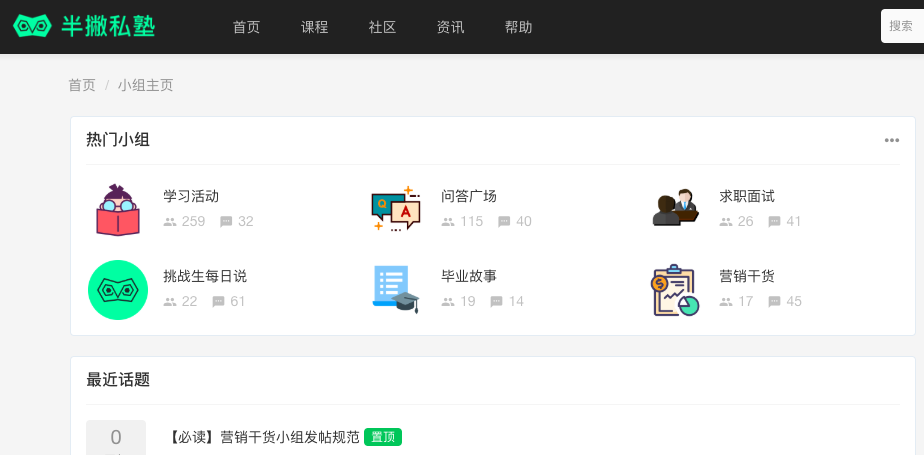 半撇私塾 首页 课程 社区 资讯 帮助 搜索
首页 / 小组主页
热门小组
学习活动 问答广场 求职面试
259 32 115 40 26 41
挑战生每日说 毕业故事 营销干货
22 61 19 14 17 45
最近话题
0 【必读】营销干货小组发帖规范 置顶